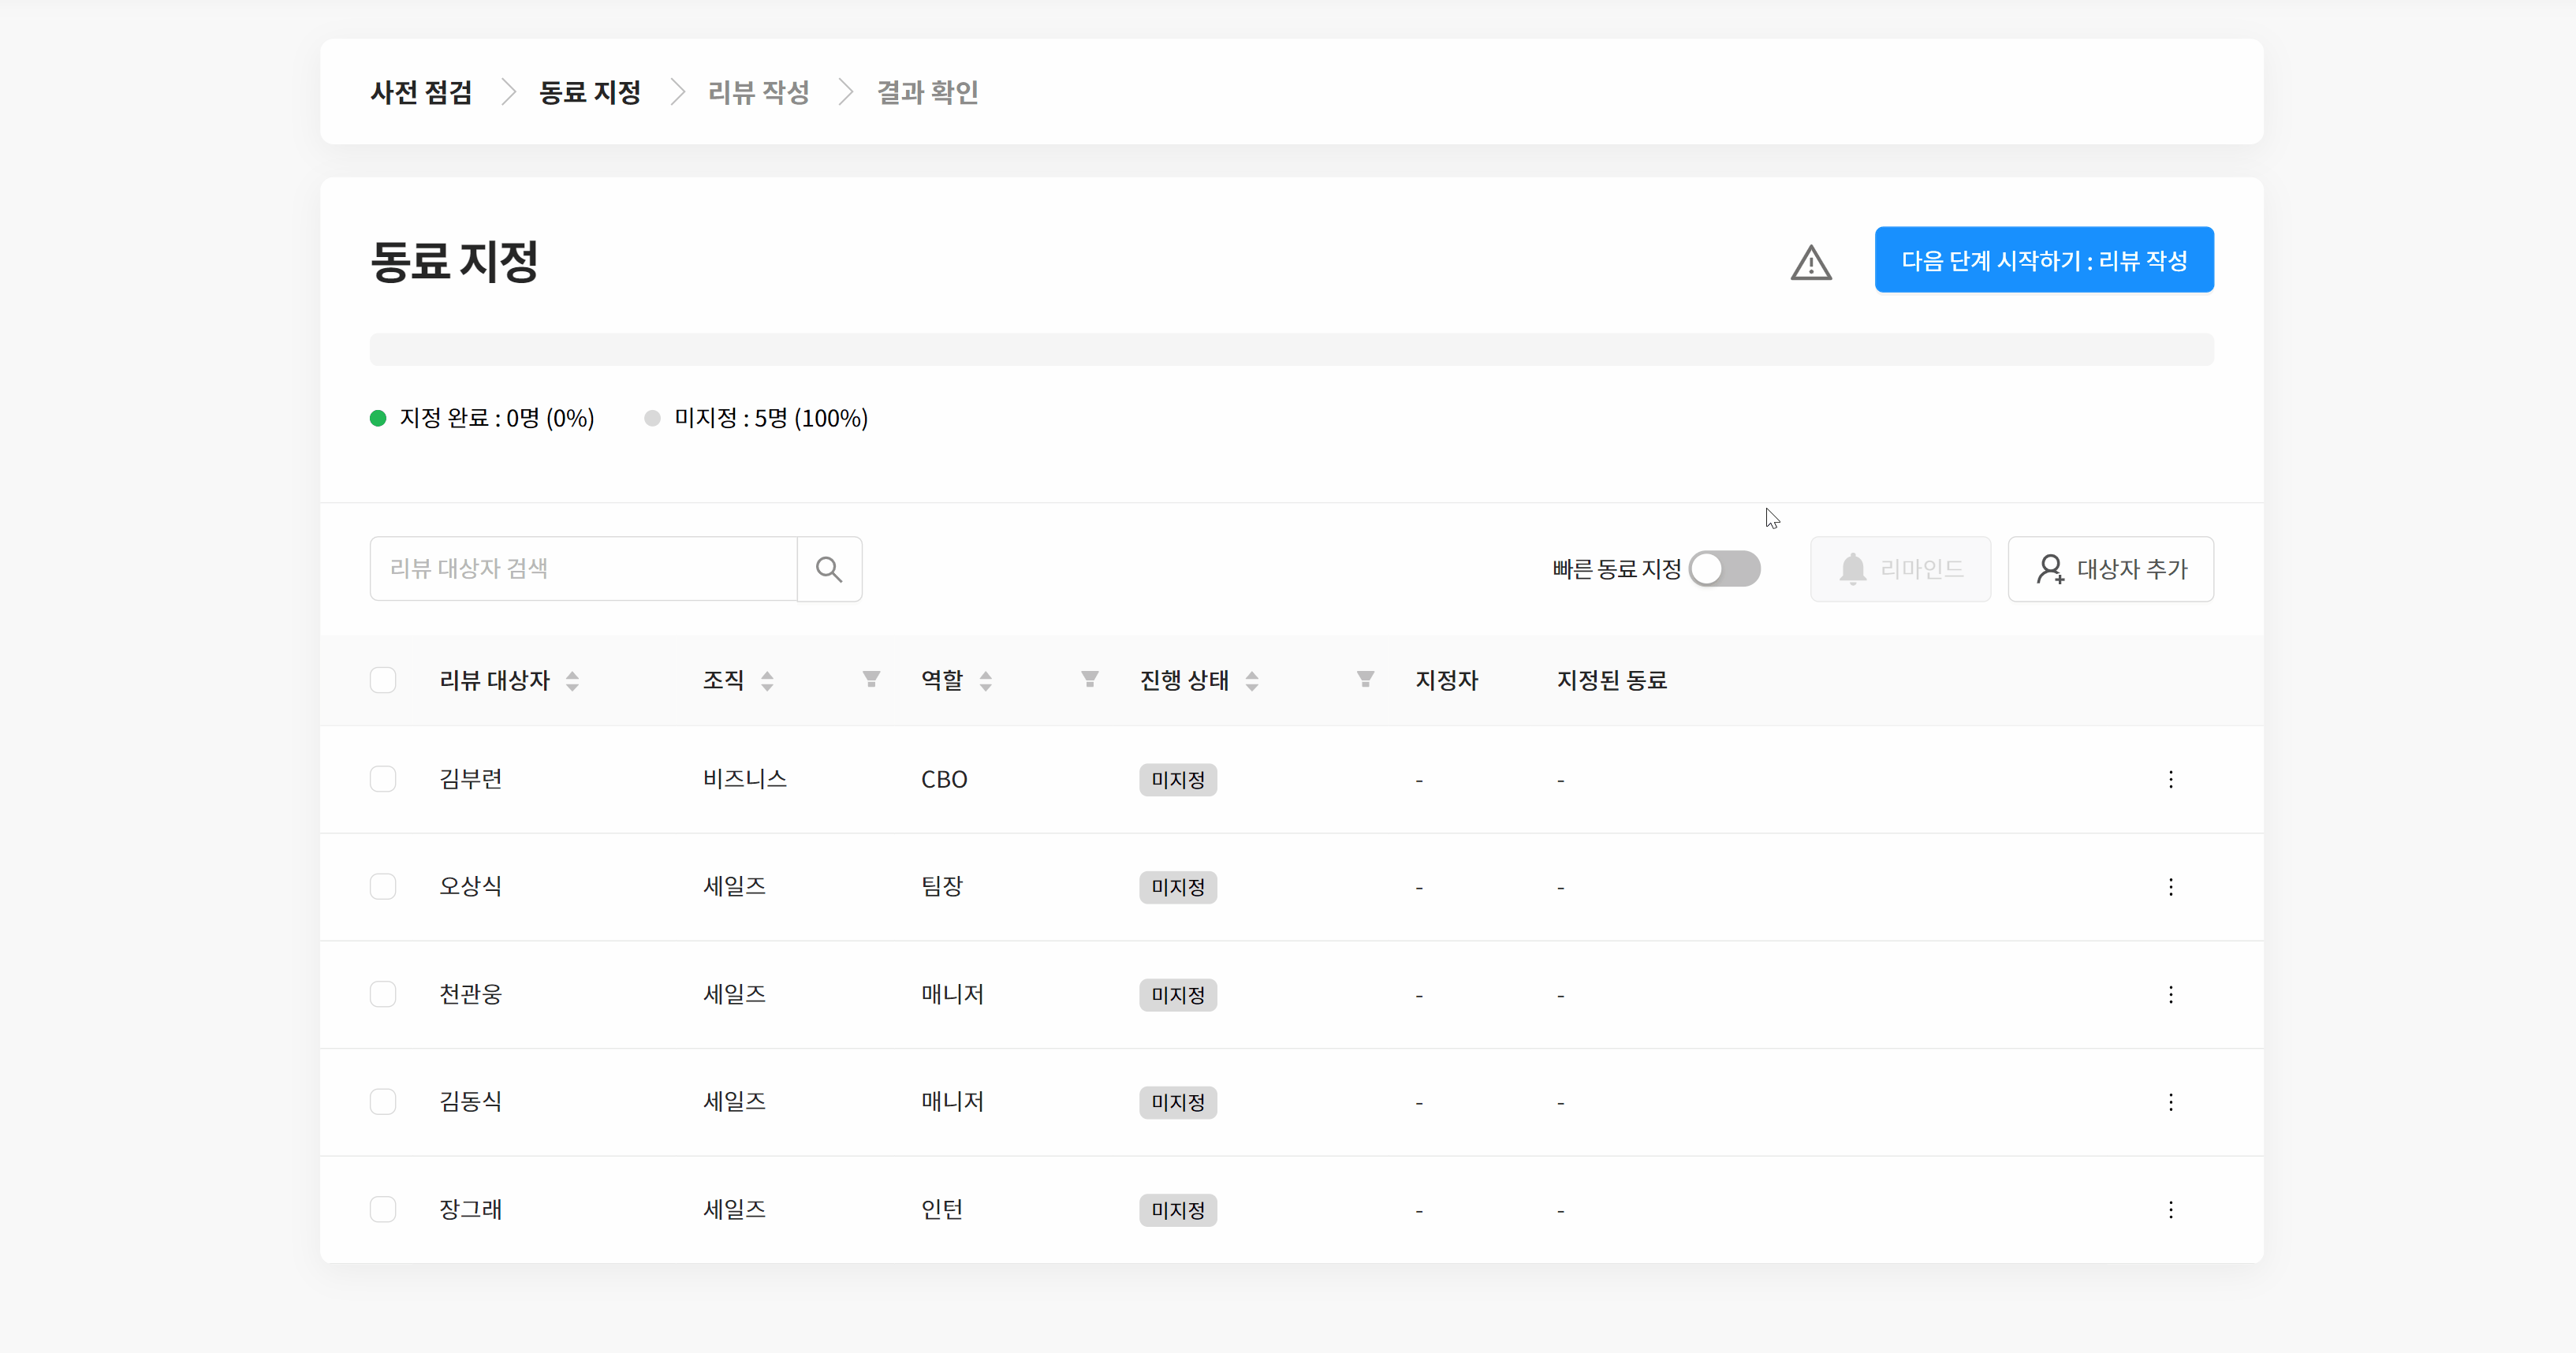 사전 점검 동료 지정 리뷰 작성 결과 확인
동료 지정
다음 단계 시작하기 : 리뷰 작성
지정 완료 : 0명 (0%) 미지정 : 5명 (100%)
리뷰 대상자 검색 빠른 동료 지정 리마인드 대상자 추가
리뷰 대상자 조직 역할 진행 상태 지정자 지정된 동료
김부련 비즈니스 CBO 미지정 - -
오상식 세일즈 팀장 미지정 - -
천관웅 세일즈 매니저 미지정 - -
김동식 세일즈 매니저 미지정 - -
장그래 세일즈 인턴 미지정 - -